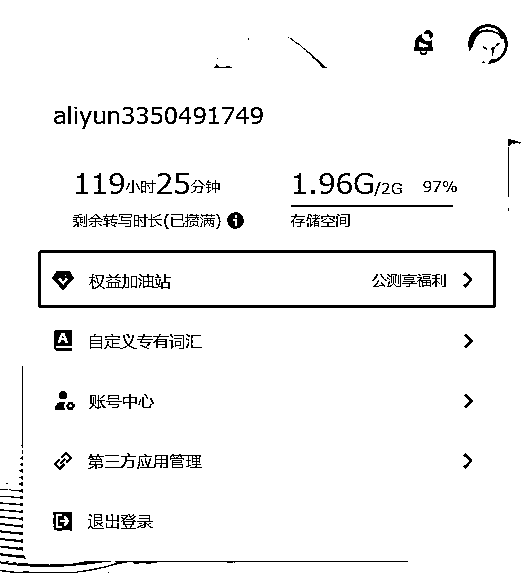 aliyun3350491749
119小时25分钟
1.96G/2G 97%
剩余转写时长(已攒满)
存储空间
权益加油站
公测享福利
自定义专有词汇
账号中心
第三方应用管理
退出登录